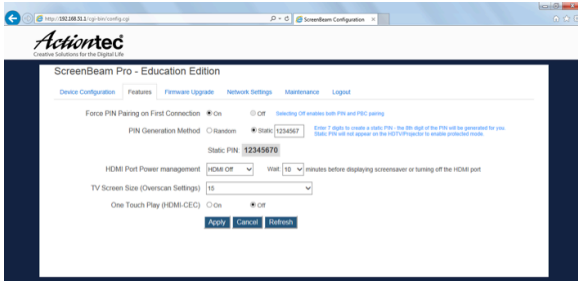 http://192.168.51.1/cgi-bin/config.cgi
ScreenBeam Configuration
Actiontec
Creative Solutions for the Digital Life
ScreenBeam Pro - Education Edition
Device Configuration Features Firmware Upgrade Network Settings Maintenance Logout
Force PIN Pairing on First Connection On Off Selecting Off enables both PIN and PBC pairing
PIN Generation Method Random Static 1234567 Enter 7 digits to create a static PIN - the 8th digit of the PIN will be generated for you.
Static PIN will not appear on the HDTV/Projector to enable protected mode.
Static PIN: 12345670
HDMI Port Power management HDMI Off Wait 10 minutes before displaying screensaver or turning off the HDMI port
TV Screen Size (Overscan Settings) 15
One Touch Play (HDMI-CEC) On Off
Apply Cancel Refresh